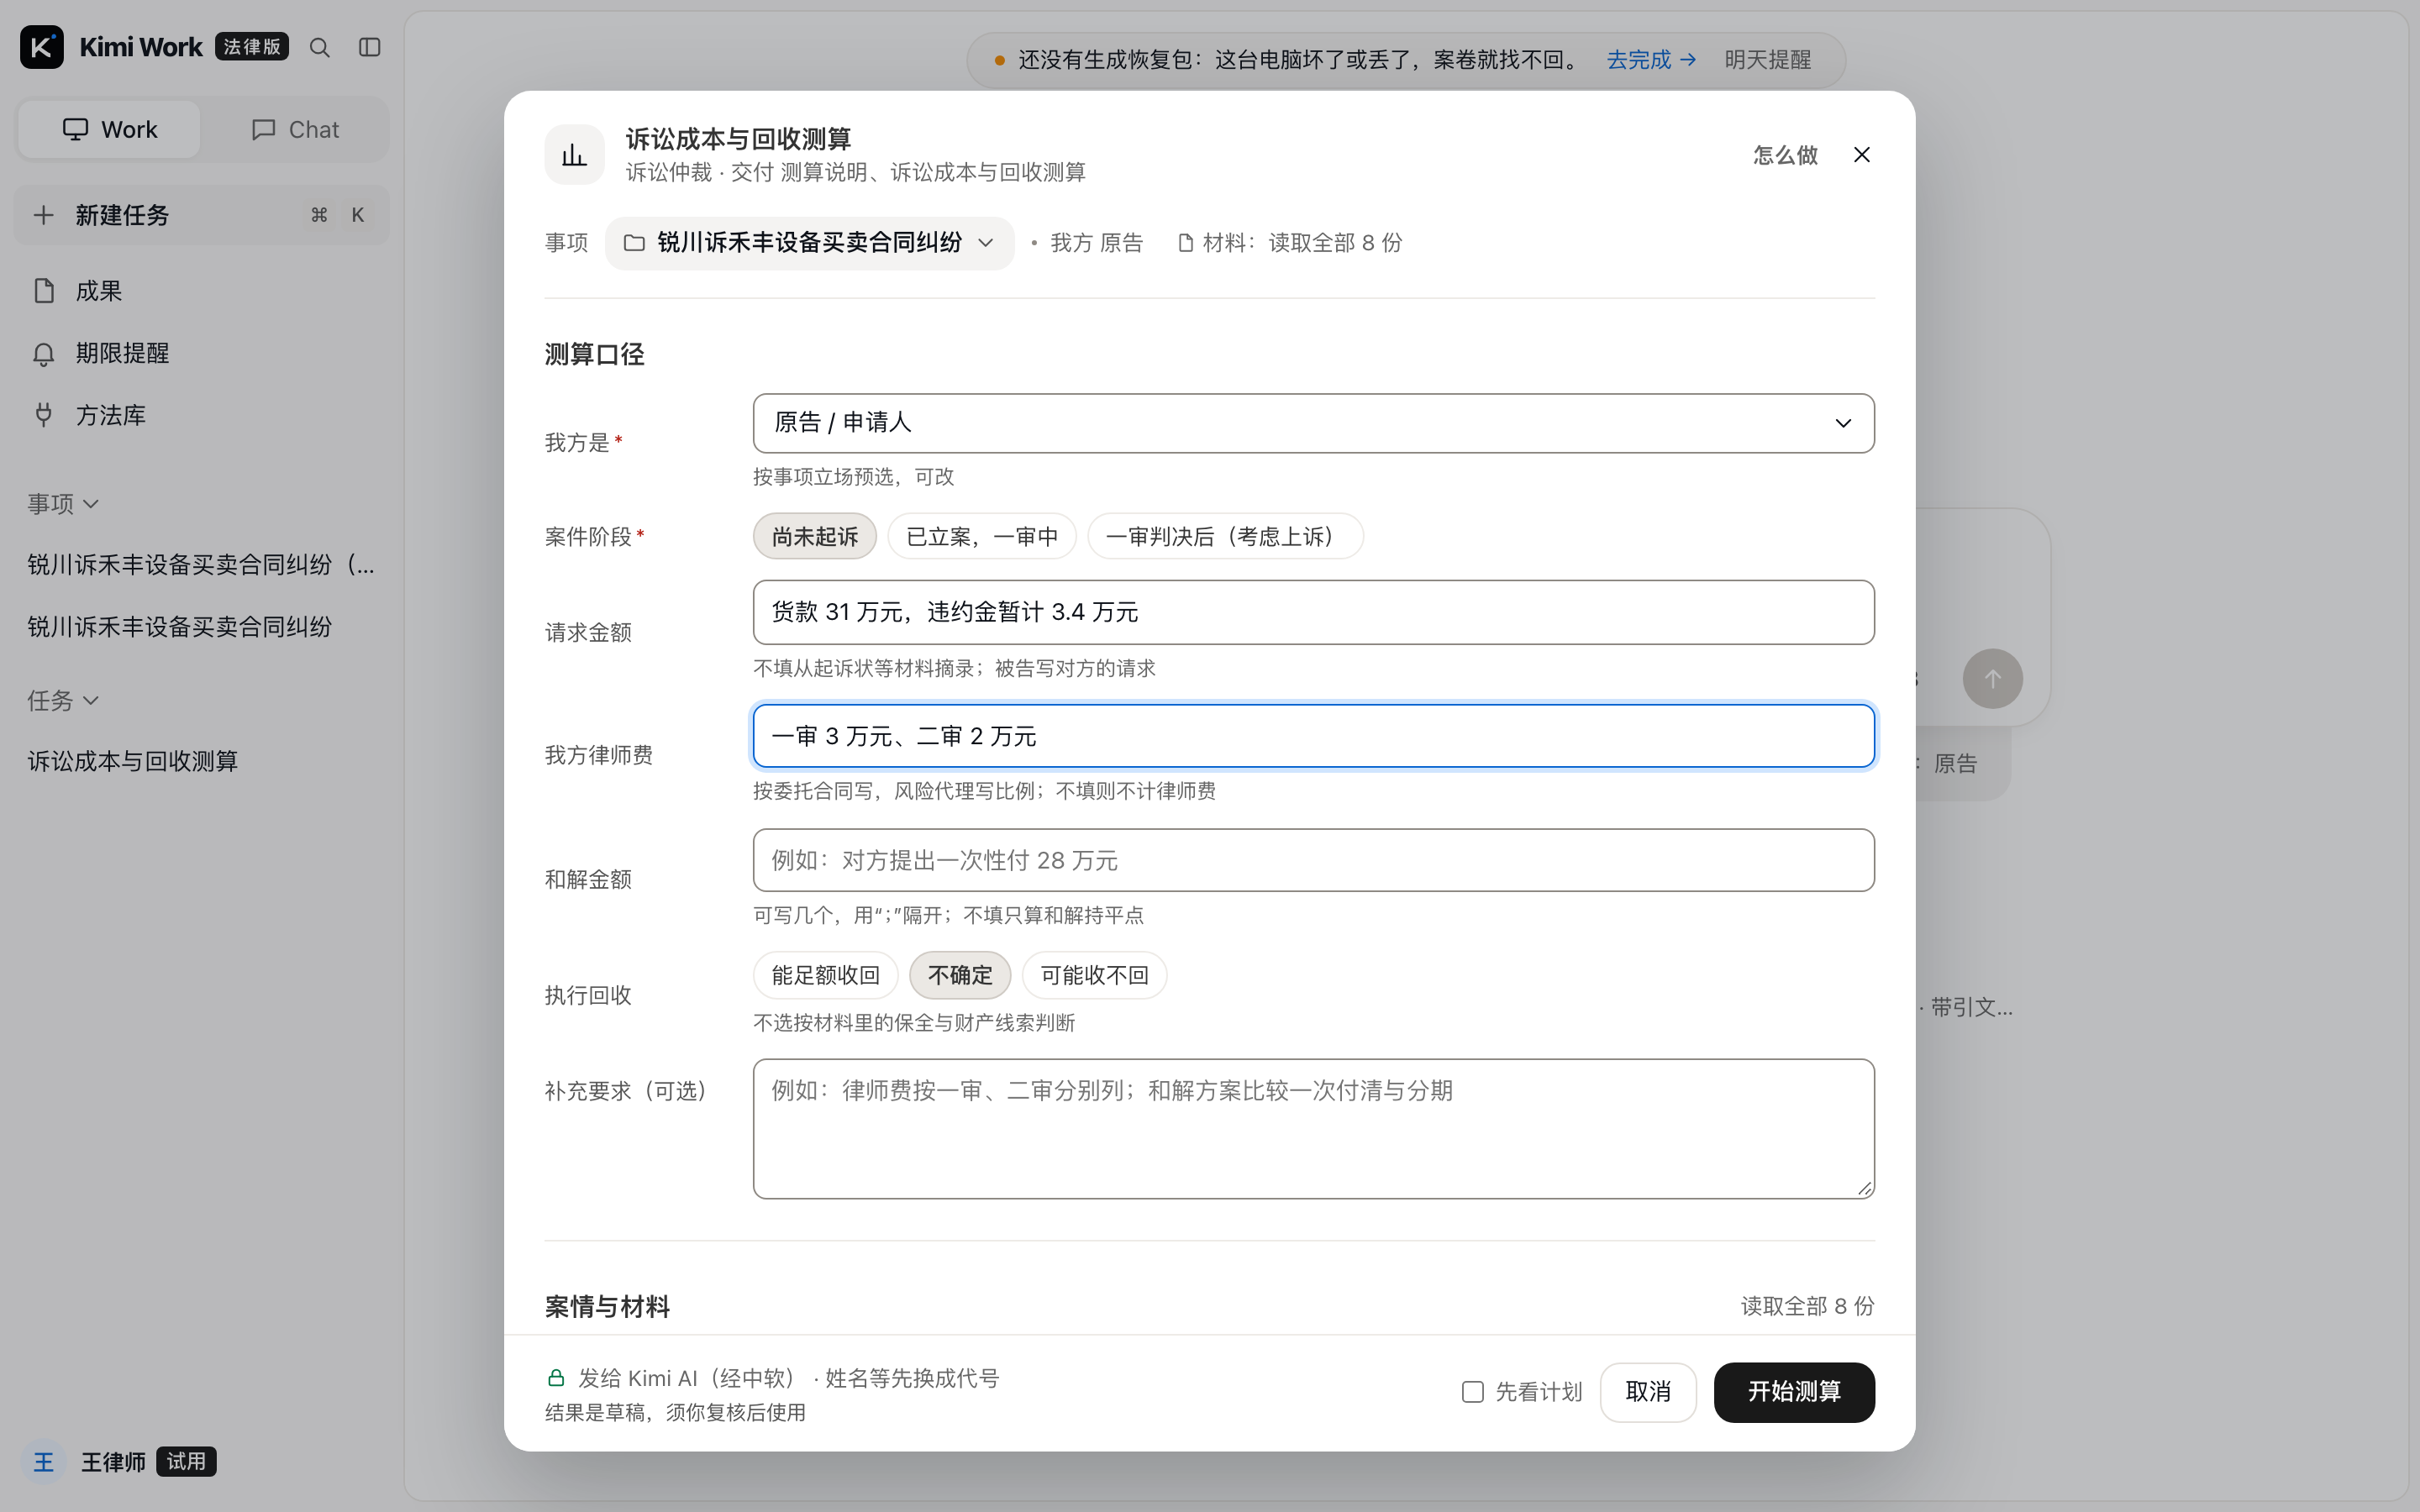 Kimi Work 法律版
Work
Chat
新建任务 ⌘ K
成果
期限提醒
方法库
事项
锐川诉禾丰设备买卖合同纠纷（...
锐川诉禾丰设备买卖合同纠纷
任务
诉讼成本与回收测算
王 王律师 试用
还没有生成恢复包：这台电脑坏了或丢了，案卷就找不回。 去完成 → 明天提醒
诉讼成本与回收测算
诉讼仲裁 · 交付 测算说明、诉讼成本与回收测算
怎么做
事项 锐川诉禾丰设备买卖合同纠纷 • 我方 原告 材料：读取全部 8 份
测算口径
我方是*
原告 / 申请人
按事项立场预选，可改
案件阶段*
尚未起诉 已立案，一审中 一审判决后（考虑上诉）
请求金额
货款 31 万元，违约金暂计 3.4 万元
不填从起诉状等材料摘录；被告写对方的请求
我方律师费
一审 3 万元、二审 2 万元
按委托合同写，风险代理写比例；不填则不计律师费
和解金额
例如：对方提出一次性付 28 万元
可写几个，用“；”隔开；不填只算和解持平点
执行回收
能足额收回 不确定 可能收不回
不选按材料里的保全与财产线索判断
补充要求（可选）
例如：律师费按一审、二审分别列；和解方案比较一次付清与分期
案情与材料
读取全部 8 份
发给 Kimi AI（经中软） · 姓名等先换成代号
结果是草稿，须你复核后使用
先看计划 取消 开始测算
：原告
· 带引文...